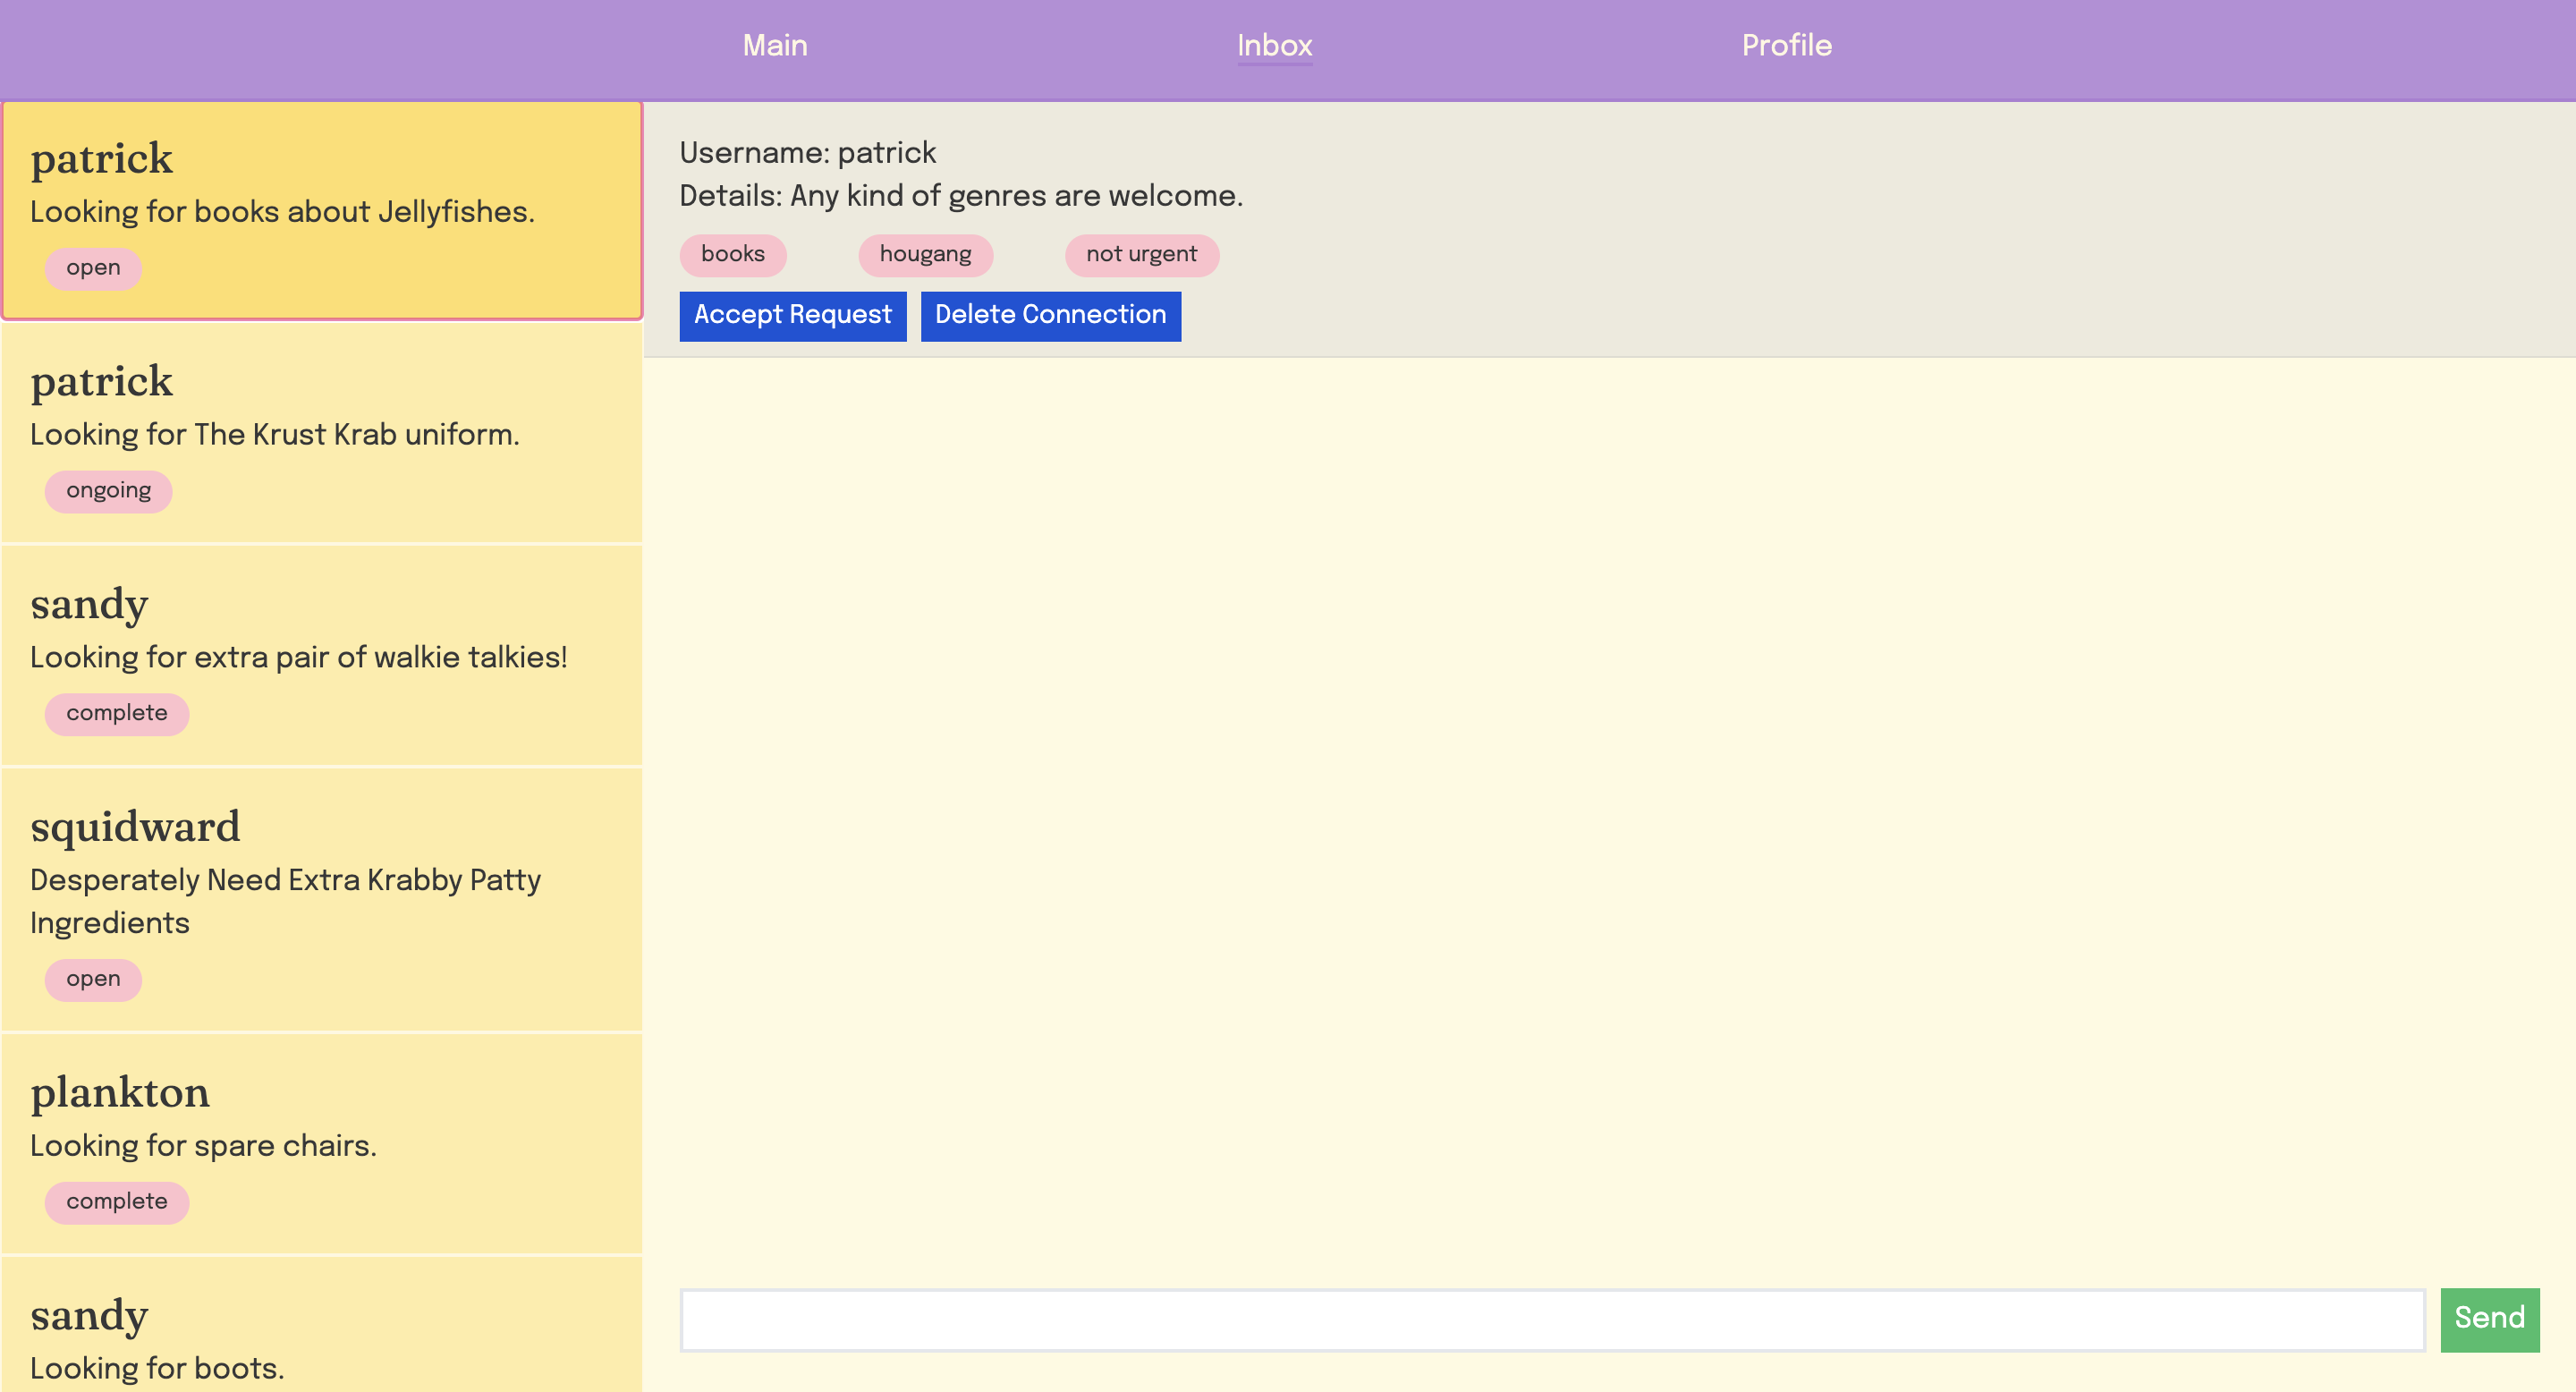 Main
Inbox
Profile
patrick
Looking for books about Jellyfishes.
open
patrick
Looking for The Krust Krab uniform.
ongoing
sandy
Looking for extra pair of walkie talkies!
complete
squidward
Desperately Need Extra Krabby Patty
Ingredients
open
plankton
Looking for spare chairs.
complete
sandy
Looking for boots.
Username: patrick
Details: Any kind of genres are welcome.
books
hougang
not urgent
Accept Request
Delete Connection
Send